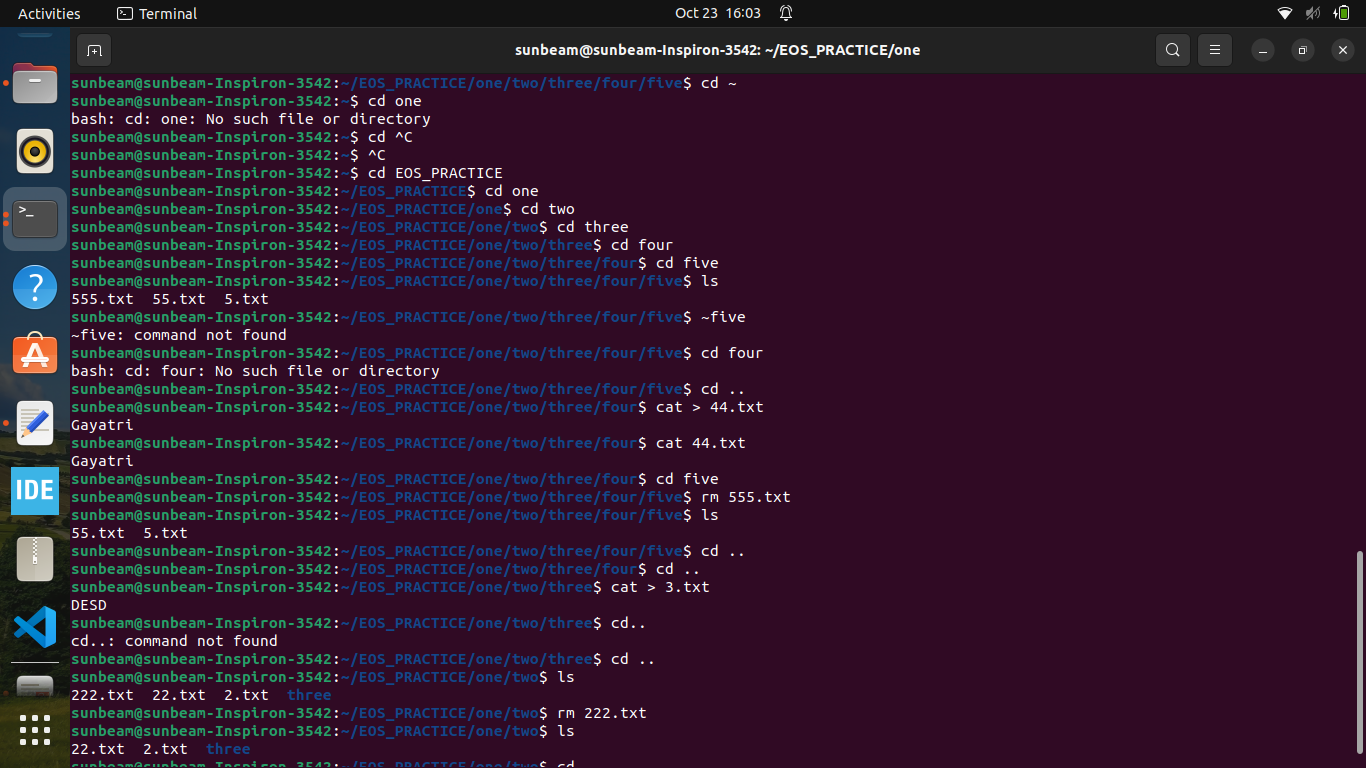 Activities
Terminal
Oct 23 16:03
sunbeam@sunbeam-Inspiron-3542: ~/EOS_PRACTICE/one
sunbeam@sunbeam-Inspiron-3542:~/EOS_PRACTICE/one/two/three/four/five$ cd ~
sunbeam@sunbeam-Inspiron-3542:~$ cd one
bash: cd: one: No such file or directory
sunbeam@sunbeam-Inspiron-3542:~$ cd ^C
sunbeam@sunbeam-Inspiron-3542:~$ ^C
sunbeam@sunbeam-Inspiron-3542:~$ cd EOS_PRACTICE
sunbeam@sunbeam-Inspiron-3542:~/EOS_PRACTICE$ cd one
sunbeam@sunbeam-Inspiron-3542:~/EOS_PRACTICE/one$ cd two
sunbeam@sunbeam-Inspiron-3542:~/EOS_PRACTICE/one/two$ cd three
sunbeam@sunbeam-Inspiron-3542:~/EOS_PRACTICE/one/two/three$ cd four
sunbeam@sunbeam-Inspiron-3542:~/EOS_PRACTICE/one/two/three/four$ cd five
sunbeam@sunbeam-Inspiron-3542:~/EOS_PRACTICE/one/two/three/four/five$ ls
555.txt  55.txt  5.txt
sunbeam@sunbeam-Inspiron-3542:~/EOS_PRACTICE/one/two/three/four/five$ ~five
~five: command not found
sunbeam@sunbeam-Inspiron-3542:~/EOS_PRACTICE/one/two/three/four/five$ cd four
bash: cd: four: No such file or directory
sunbeam@sunbeam-Inspiron-3542:~/EOS_PRACTICE/one/two/three/four/five$ cd ..
sunbeam@sunbeam-Inspiron-3542:~/EOS_PRACTICE/one/two/three/four$ cat > 44.txt
Gayatri
sunbeam@sunbeam-Inspiron-3542:~/EOS_PRACTICE/one/two/three/four$ cat 44.txt
Gayatri
sunbeam@sunbeam-Inspiron-3542:~/EOS_PRACTICE/one/two/three/four$ cd five
sunbeam@sunbeam-Inspiron-3542:~/EOS_PRACTICE/one/two/three/four/five$ rm 555.txt
sunbeam@sunbeam-Inspiron-3542:~/EOS_PRACTICE/one/two/three/four/five$ ls
55.txt  5.txt
sunbeam@sunbeam-Inspiron-3542:~/EOS_PRACTICE/one/two/three/four/five$ cd ..
sunbeam@sunbeam-Inspiron-3542:~/EOS_PRACTICE/one/two/three/four$ cd ..
sunbeam@sunbeam-Inspiron-3542:~/EOS_PRACTICE/one/two/three$ cat > 3.txt
DESD
sunbeam@sunbeam-Inspiron-3542:~/EOS_PRACTICE/one/two/three$ cd..
cd..: command not found
sunbeam@sunbeam-Inspiron-3542:~/EOS_PRACTICE/one/two/three$ cd ..
sunbeam@sunbeam-Inspiron-3542:~/EOS_PRACTICE/one/two$ ls
222.txt  22.txt  2.txt  three
sunbeam@sunbeam-Inspiron-3542:~/EOS_PRACTICE/one/two$ rm 222.txt
sunbeam@sunbeam-Inspiron-3542:~/EOS_PRACTICE/one/two$ ls
22.txt  2.txt  three
sunbeam@sunbeam-Inspiron-3542:~/EOS_PRACTICE/one/two$ cd
IDE